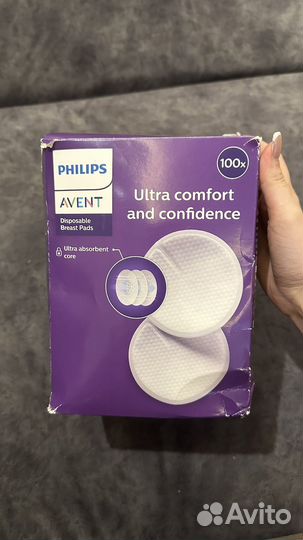 PHILIPS
AVENT
Disposable
Breast Pads
100x
Ultra comfort
and confidence
Ultra absorbent
core
Avito